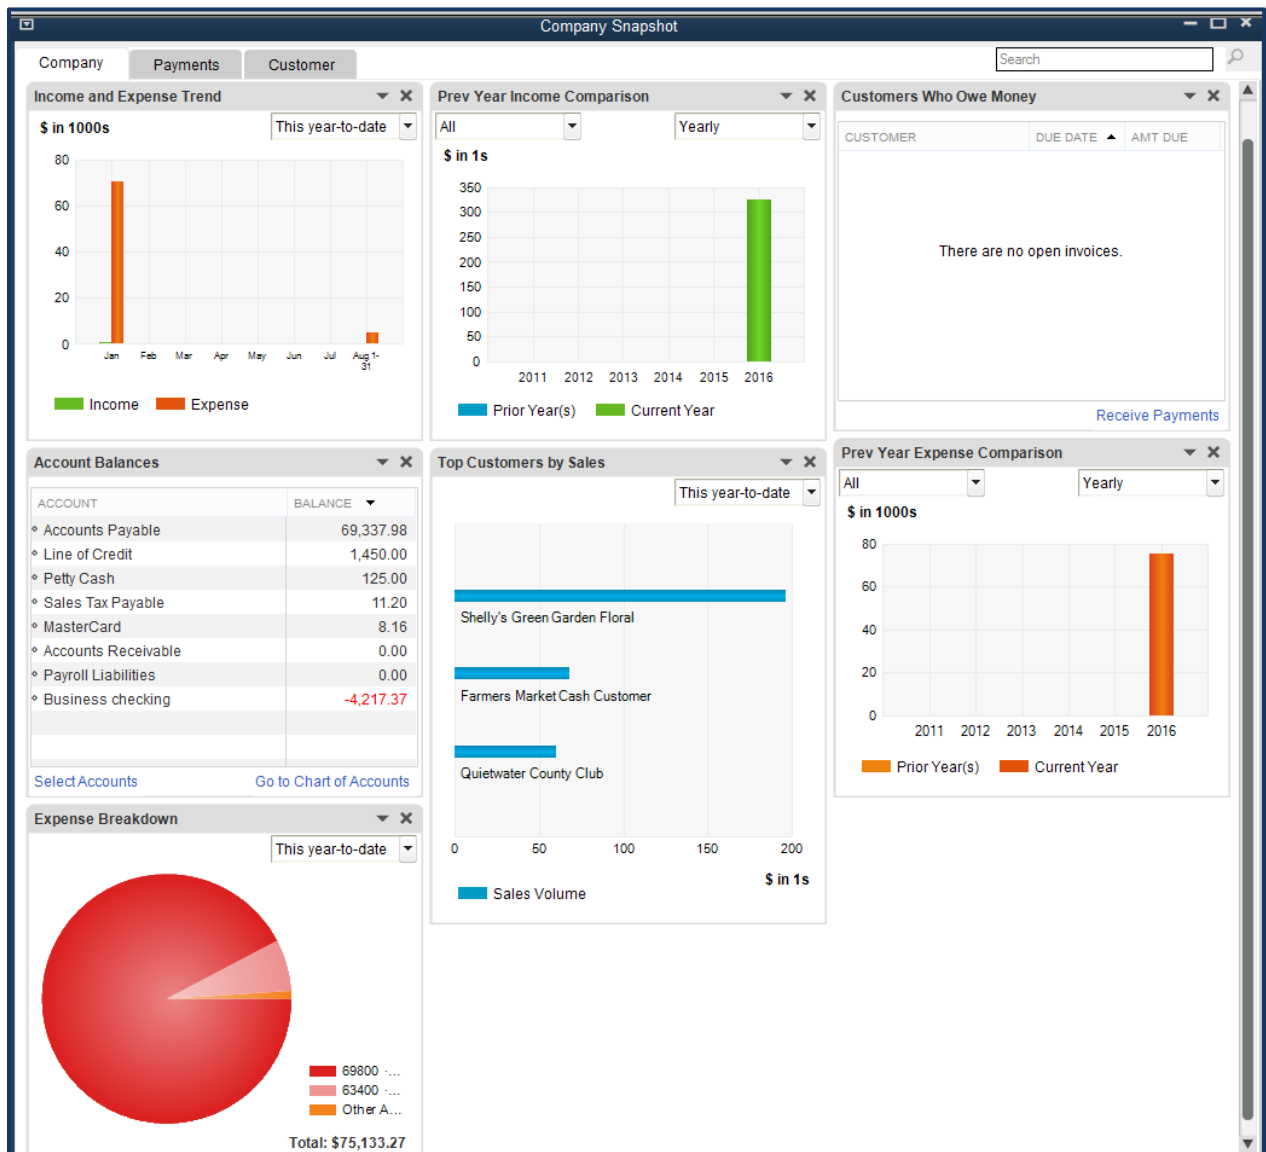 Company Snapshot
Company Payments Customer
Search
Income and Expense Trend
$ in 1000s This year-to-date
80
60
40
20
0
Jan Feb Mar Apr May Jun Jul Aug 1-
31
Income Expense
Prev Year Income Comparison
All Yearly
$ in 1s
350
300
250
200
150
100
50
0
2011 2012 2013 2014 2015 2016
Prior Year(s) Current Year
Customers Who Owe Money
CUSTOMER DUE DATE AMT DUE
There are no open invoices.
Receive Payments
Account Balances
ACCOUNT BALANCE
Accounts Payable 69,337.98
Line of Credit 1,450.00
Petty Cash 125.00
Sales Tax Payable 11.20
MasterCard 8.16
Accounts Receivable 0.00
Payroll Liabilities 0.00
Business checking -4,217.37
Select Accounts Go to Chart of Accounts
Top Customers by Sales
This year-to-date
Shelly's Green Garden Floral
Farmers Market Cash Customer
Quietwater County Club
0 50 100 150 200
$ in 1s
Sales Volume
Prev Year Expense Comparison
All Yearly
$ in 1000s
80
60
40
20
0
2011 2012 2013 2014 2015 2016
Prior Year(s) Current Year
Expense Breakdown
This year-to-date
69800 ·...
63400 ·...
Other A...
Total: $75,133.27